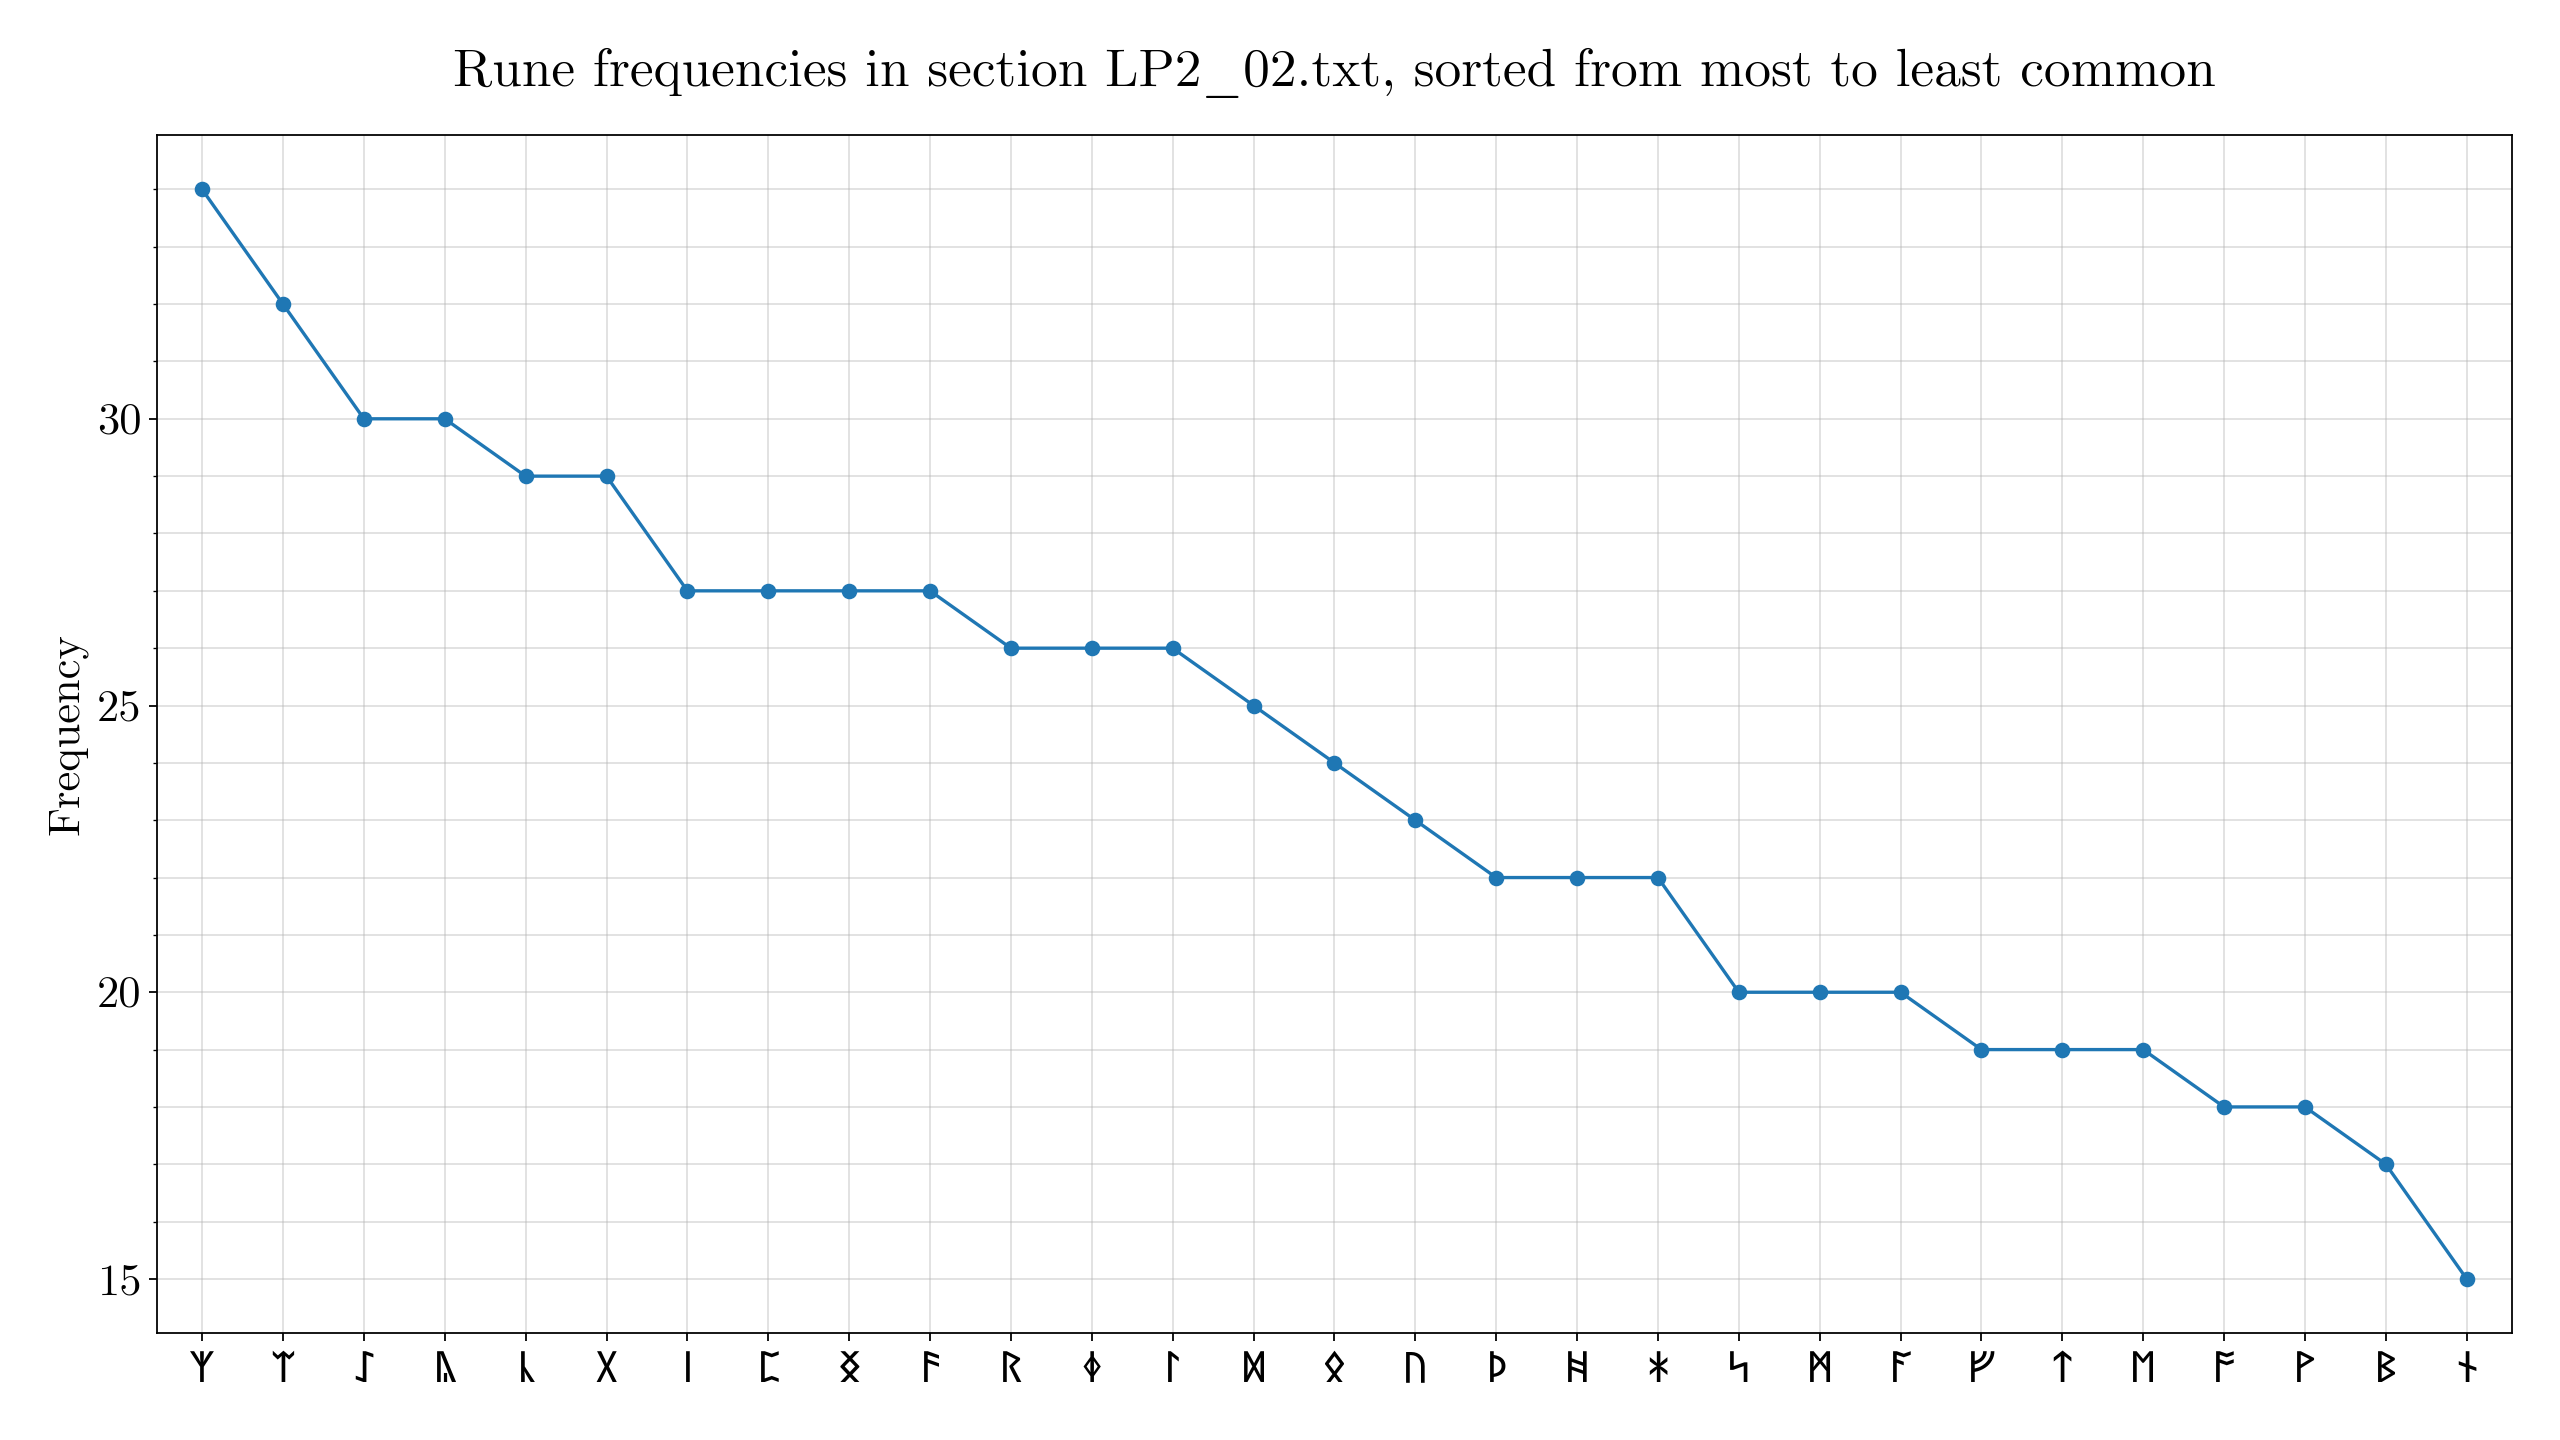 Rune frequencies in section LP2_02.txt, sorted from most to least common
Frequency
30
25
20
15
ᛉ ᛠ ᛇ ᚣ ᚳ ᚷ ᛁ ᛈ ᛝ ᚫ ᚱ ᛄ ᛚ ᛞ ᛟ ᚢ ᚦ ᚻ ᛡ ᛋ ᛗ ᚪ ᚠ ᛏ ᛖ ᚩ ᚹ ᛒ ᚾ